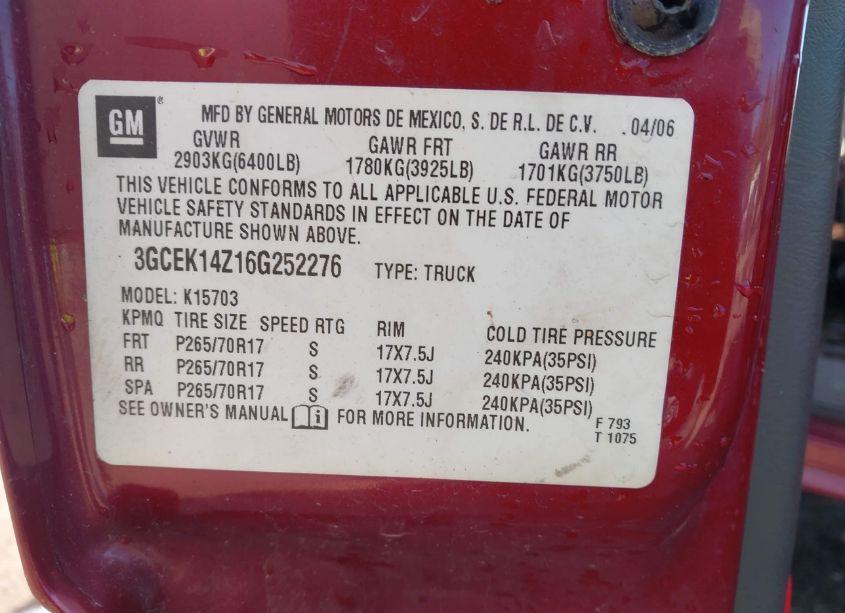 GM ®
MFD BY GENERAL MOTORS DE MEXICO, S. DE R.L. DE C.V. 04/06
GVWR GAWR FRT GAWR RR
2903KG(6400LB) 1780KG(3925LB) 1701KG(3750LB)
THIS VEHICLE CONFORMS TO ALL APPLICABLE U.S. FEDERAL MOTOR
VEHICLE SAFETY STANDARDS IN EFFECT ON THE DATE OF
MANUFACTURE SHOWN ABOVE.
3GCEK14Z16G252276 TYPE: TRUCK
MODEL: K15703
KPMQ TIRE SIZE SPEED RTG RIM COLD TIRE PRESSURE
FRT P265/70R17 S 17X7.5J 240KPA(35PSI)
RR P265/70R17 S 17X7.5J 240KPA(35PSI)
SPA P265/70R17 S 17X7.5J 240KPA(35PSI)
SEE OWNER'S MANUAL i FOR MORE INFORMATION.
F 793
T 1075